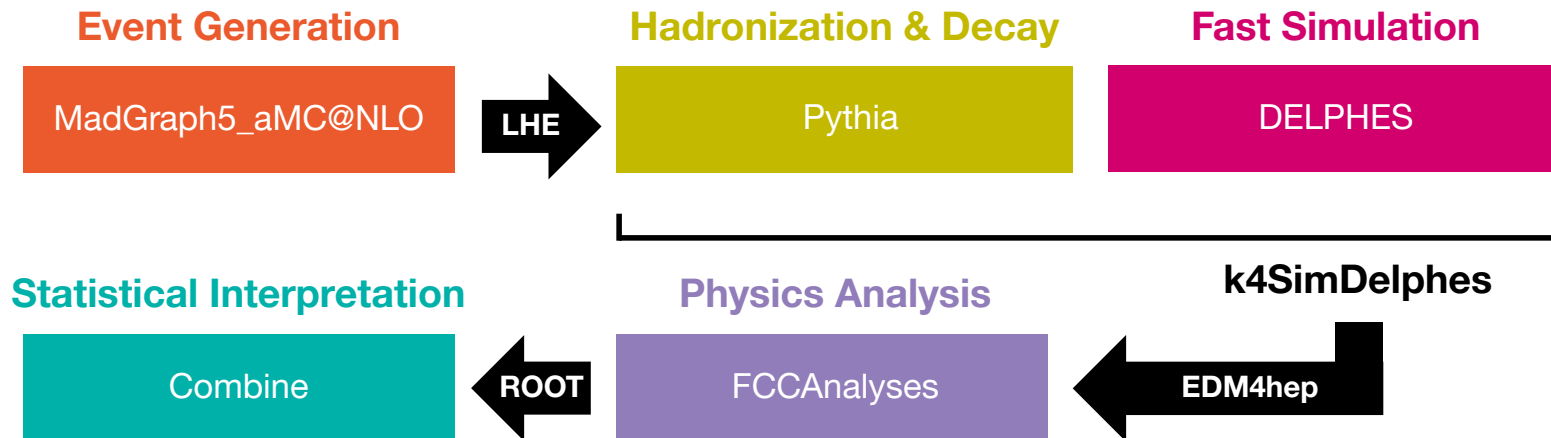 Event Generation
Hadronization & Decay
Fast Simulation
MadGraph5_aMC@NLO
LHE
Pythia
DELPHES
k4SimDelphes
Statistical Interpretation
Physics Analysis
Combine
ROOT
FCCAnalyses
EDM4hep